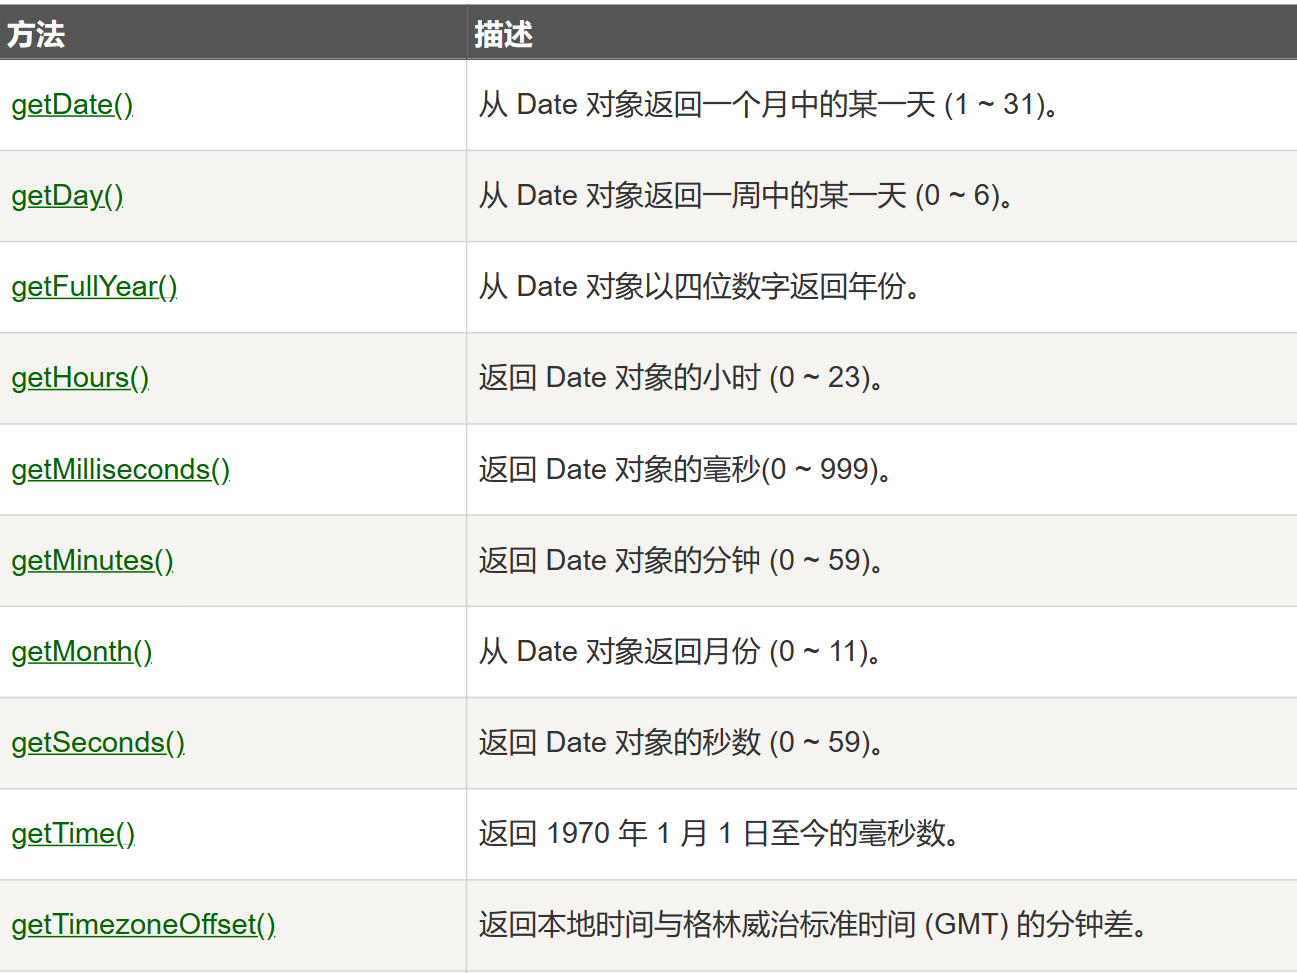 方法 描述
getDate() 从 Date 对象返回一个月中的某一天 (1 ~ 31)。
getDay() 从 Date 对象返回一周中的某一天 (0 ~ 6)。
getFullYear() 从 Date 对象以四位数字返回年份。
getHours() 返回 Date 对象的小时 (0 ~ 23)。
getMilliseconds() 返回 Date 对象的毫秒(0 ~ 999)。
getMinutes() 返回 Date 对象的分钟 (0 ~ 59)。
getMonth() 从 Date 对象返回月份 (0 ~ 11)。
getSeconds() 返回 Date 对象的秒数 (0 ~ 59)。
getTime() 返回 1970 年 1 月 1 日至今的毫秒数。
getTimezoneOffset() 返回本地时间与格林威治标准时间 (GMT) 的分钟差。